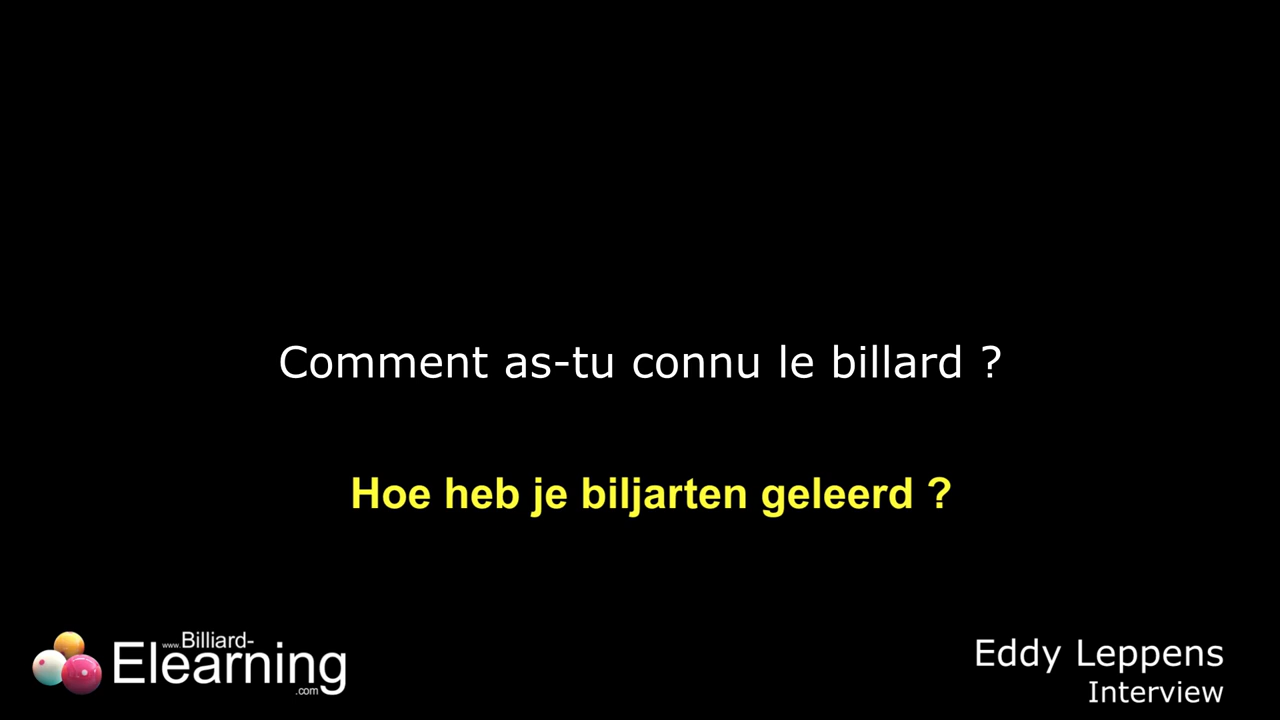 Comment as-tu connu le billard ?
Hoe heb je biljarten geleerd ?
www.Billiard-
Elearning
.com
Eddy Leppens
Interview